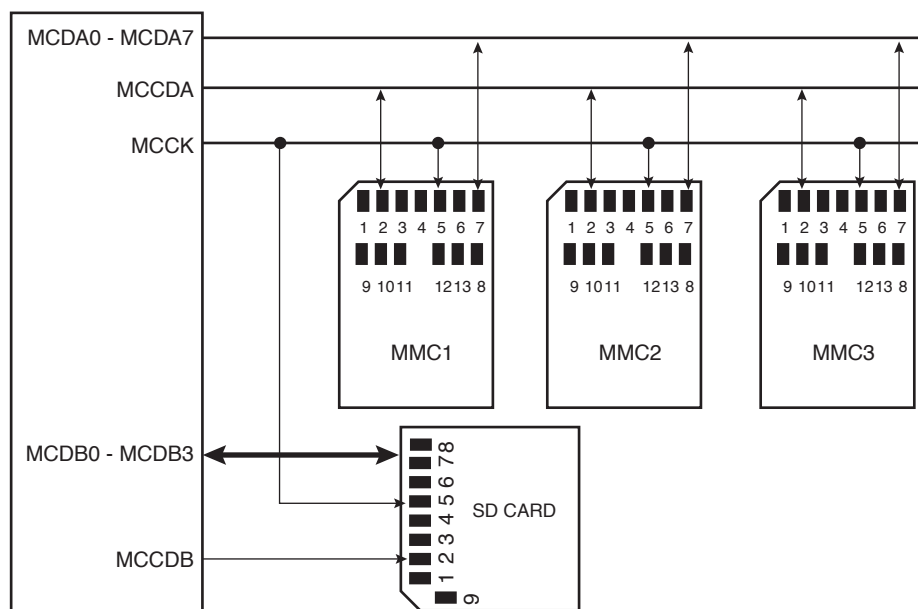 MCDA0 - MCDA7
MCCDA
MCCK
1 2 3 4 5 6 7
9 10 11 12 13 8
MMC1
1 2 3 4 5 6 7
9 10 11 12 13 8
MMC2
1 2 3 4 5 6 7
9 10 11 12 13 8
MMC3
MCDB0 - MCDB3
MCCDB
1 2 3 4 5 6 7 8
9
SD CARD